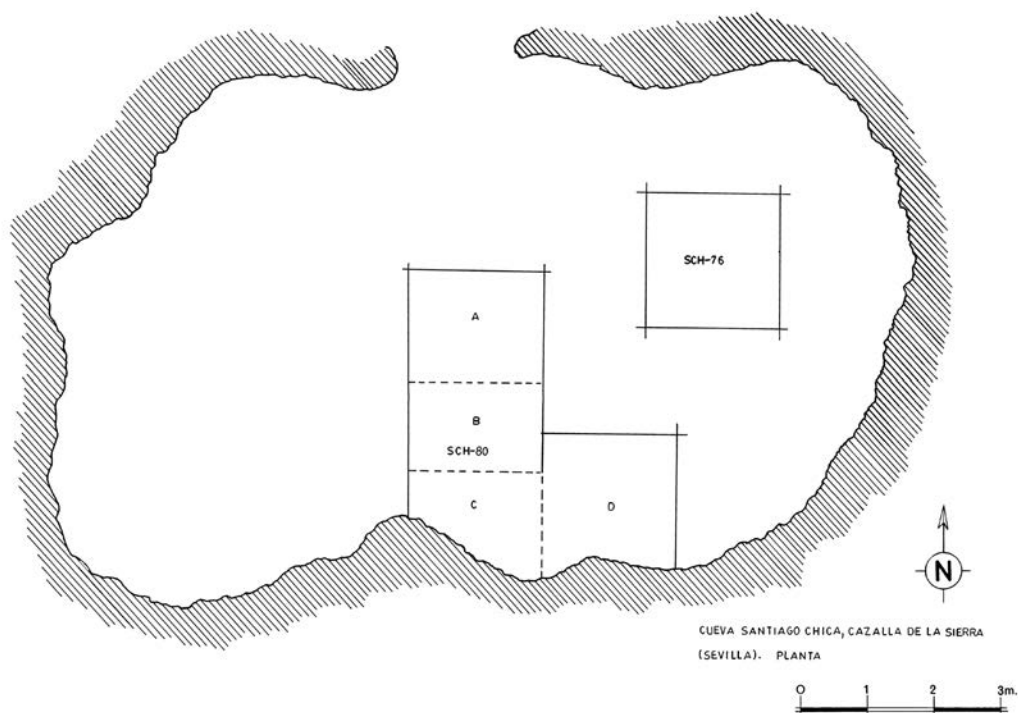 SCH-76
A
B
SCH-80
C
D
N
CUEVA SANTIAGO CHICA, CAZALLA DE LA SIERRA
(SEVILLA). PLANTA
0 1 2 3m.